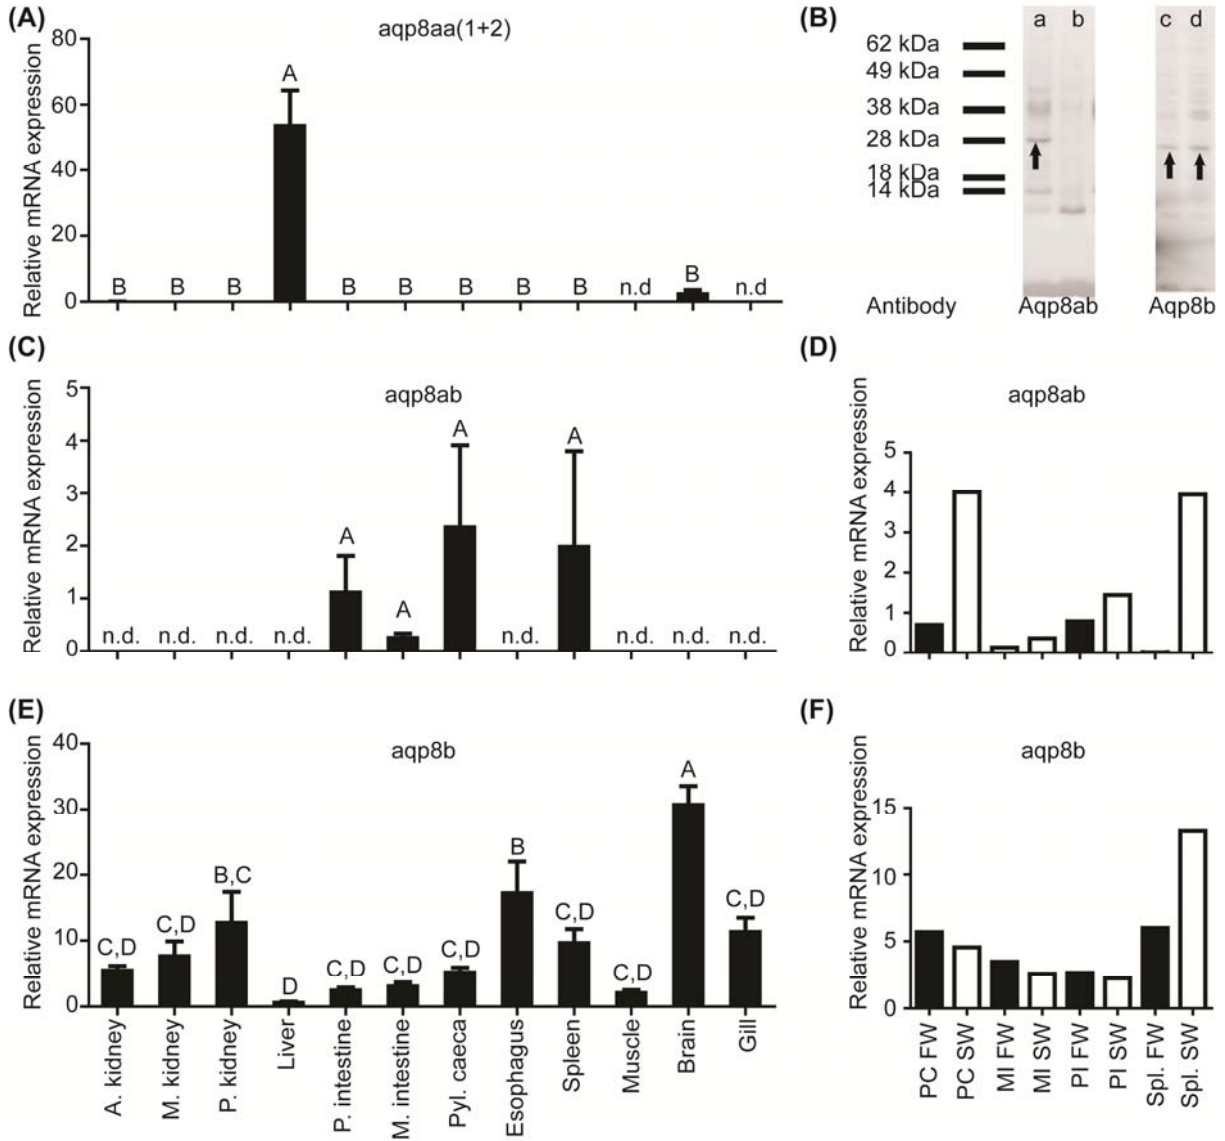 (A)
aqp8aa(1+2)
Relative mRNA expression
80
60
40
20
0
B B B A B B B B B n.d B n.d
(B)
a b c d
62 kDa
49 kDa
38 kDa
28 kDa
18 kDa
14 kDa
Antibody Aqp8ab Aqp8b
(C)
aqp8ab
Relative mRNA expression
5
4
3
2
1
0
n.d. n.d. n.d. n.d. A A A n.d. A n.d. n.d. n.d.
(D)
aqp8ab
Relative mRNA expression
5
4
3
2
1
0
(E)
aqp8b
Relative mRNA expression
40
30
20
10
0
C,D C,D B,C D C,D C,D C,D B C,D C,D A C,D
A. kidney
M. kidney
P. kidney
Liver
P. intestine
M. intestine
Pyl. caeca
Esophagus
Spleen
Muscle
Brain
Gill
(F)
aqp8b
Relative mRNA expression
15
10
5
0
PC FW
PC SW
MI FW
MI SW
PI FW
PI SW
Spl. FW
Spl. SW